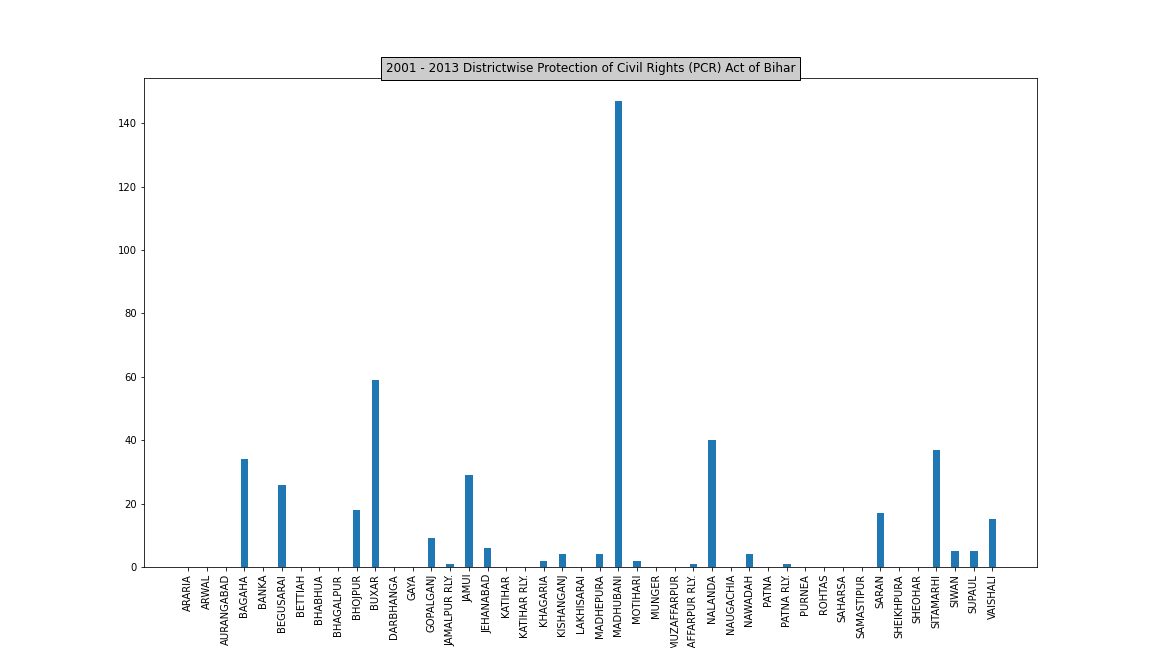 2001 - 2013 Districtwise Protection of Civil Rights (PCR) Act of Bihar
140
120
100
80
60
40
20
0
ARARIA
ARWAL
AURANGABAD
BAGAHA
BANKA
BEGUSARAI
BETTIAH
BHABHUA
BHAGALPUR
BHOJPUR
BUXAR
DARBHANGA
GAYA
GOPALGANJ
JAMALPUR RLY.
JAMUI
JEHANABAD
KATIHAR
KATIHAR RLY.
KHAGARIA
KISHANGANJ
LAKHISARAI
MADHEPURA
MADHUBANI
MOTIHARI
MUNGER
MUZAFFARPUR
AFFARPUR RLY.
NALANDA
NAUGACHIA
NAWADAH
PATNA
PATNA RLY.
PURNEA
ROHTAS
SAHARSA
SAMASTIPUR
SARAN
SHEIKHPURA
SHEOHAR
SITAMARHI
SIWAN
SUPAUL
VAISHALI